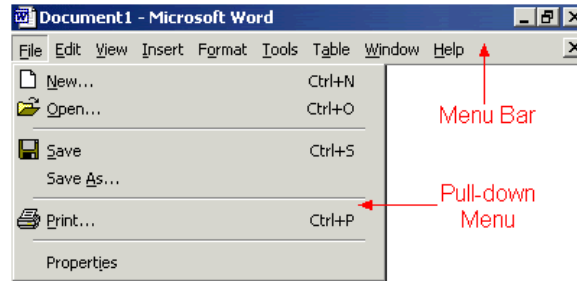 Document1 - Microsoft Word
File Edit View Insert Format Tools Table Window Help
New... Ctrl+N
Open... Ctrl+O
Menu Bar
Save Ctrl+S
Save As...
Pull-down
Menu
Print... Ctrl+P
Properties